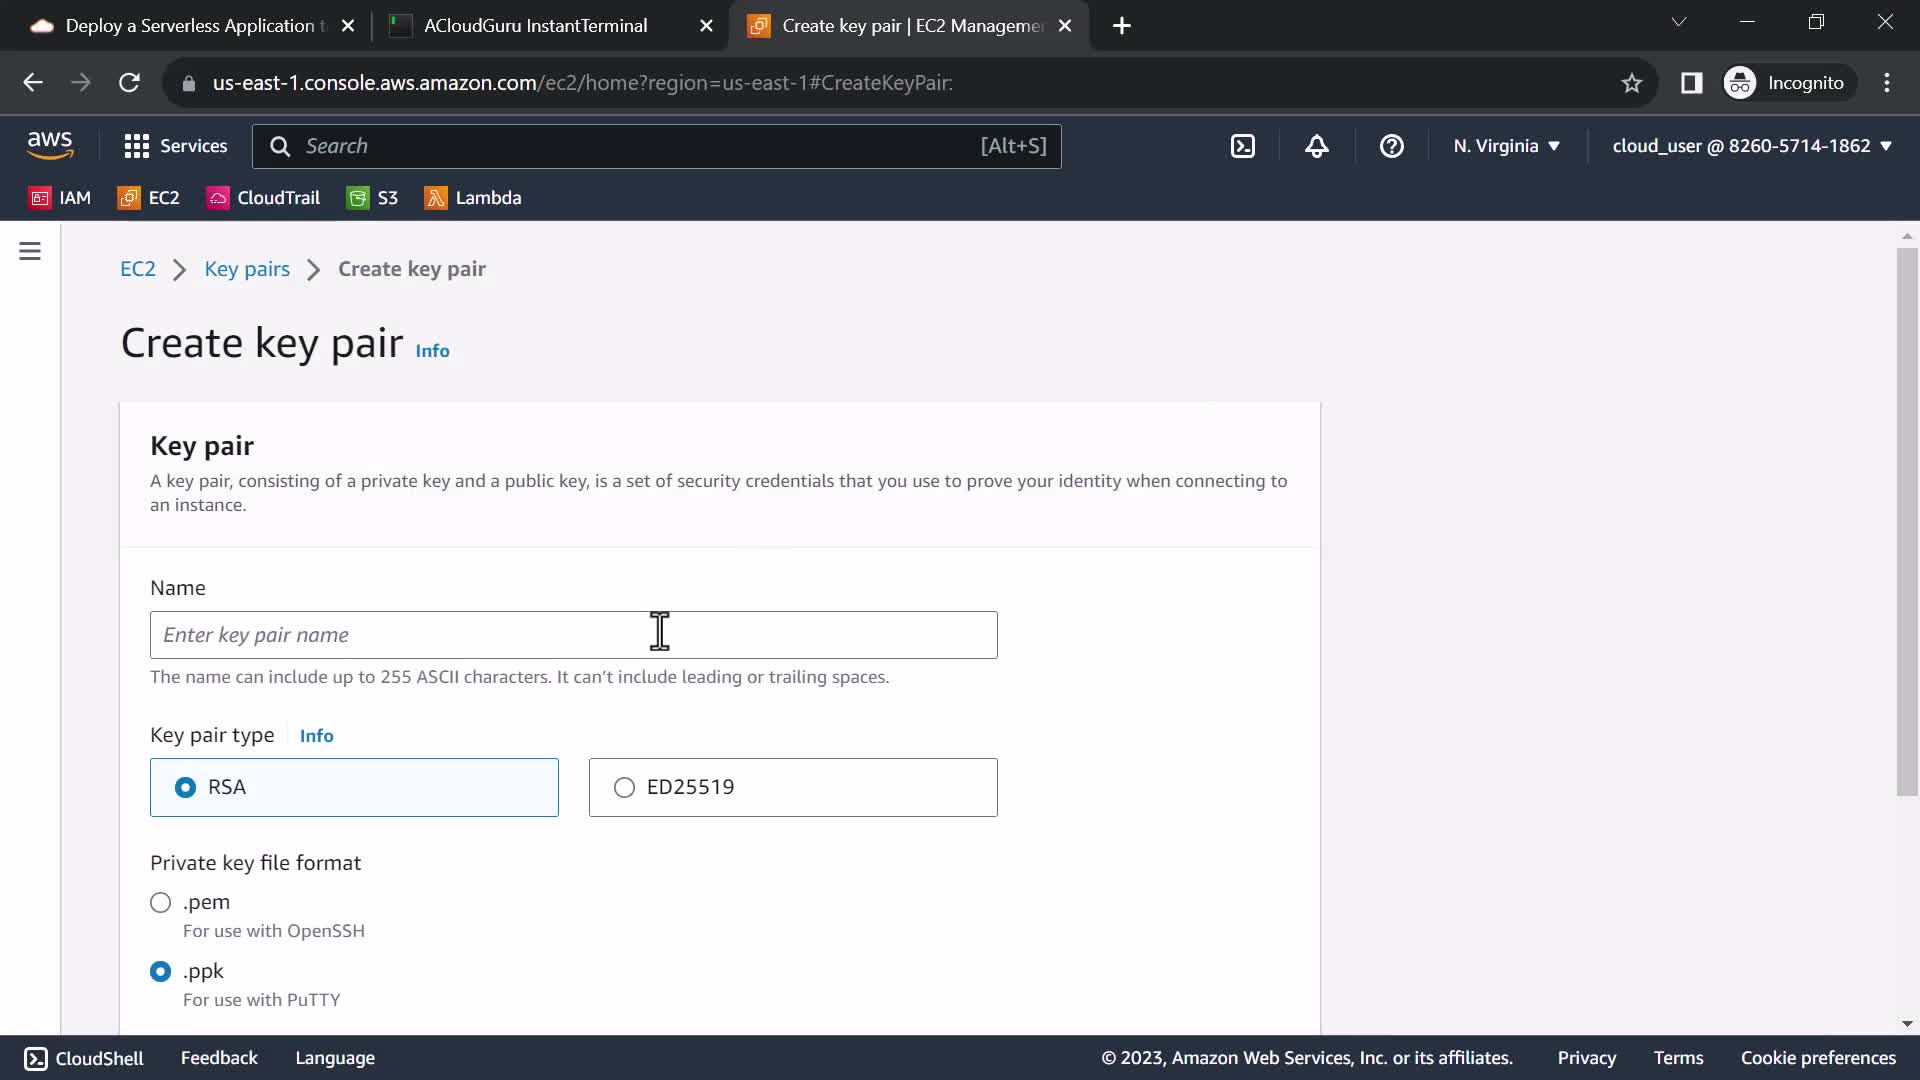 Deploy a Serverless Application t
ACloudGuru InstantTerminal
Create key pair | EC2 Manageme
us-east-1.console.aws.amazon.com/ec2/home?region=us-east-1#CreateKeyPair:
Incognito
aws
Services
Search
[Alt+S]
N. Virginia
cloud_user @ 8260-5714-1862
IAM
EC2
CloudTrail
S3
Lambda
EC2
Key pairs
Create key pair
Create key pair Info
Key pair
A key pair, consisting of a private key and a public key, is a set of security credentials that you use to prove your identity when connecting to
an instance.
Name
Enter key pair name
The name can include up to 255 ASCII characters. It can't include leading or trailing spaces.
Key pair type Info
RSA
ED25519
Private key file format
.pem
For use with OpenSSH
.ppk
For use with PuTTY
CloudShell
Feedback
Language
© 2023, Amazon Web Services, Inc. or its affiliates.
Privacy
Terms
Cookie preferences